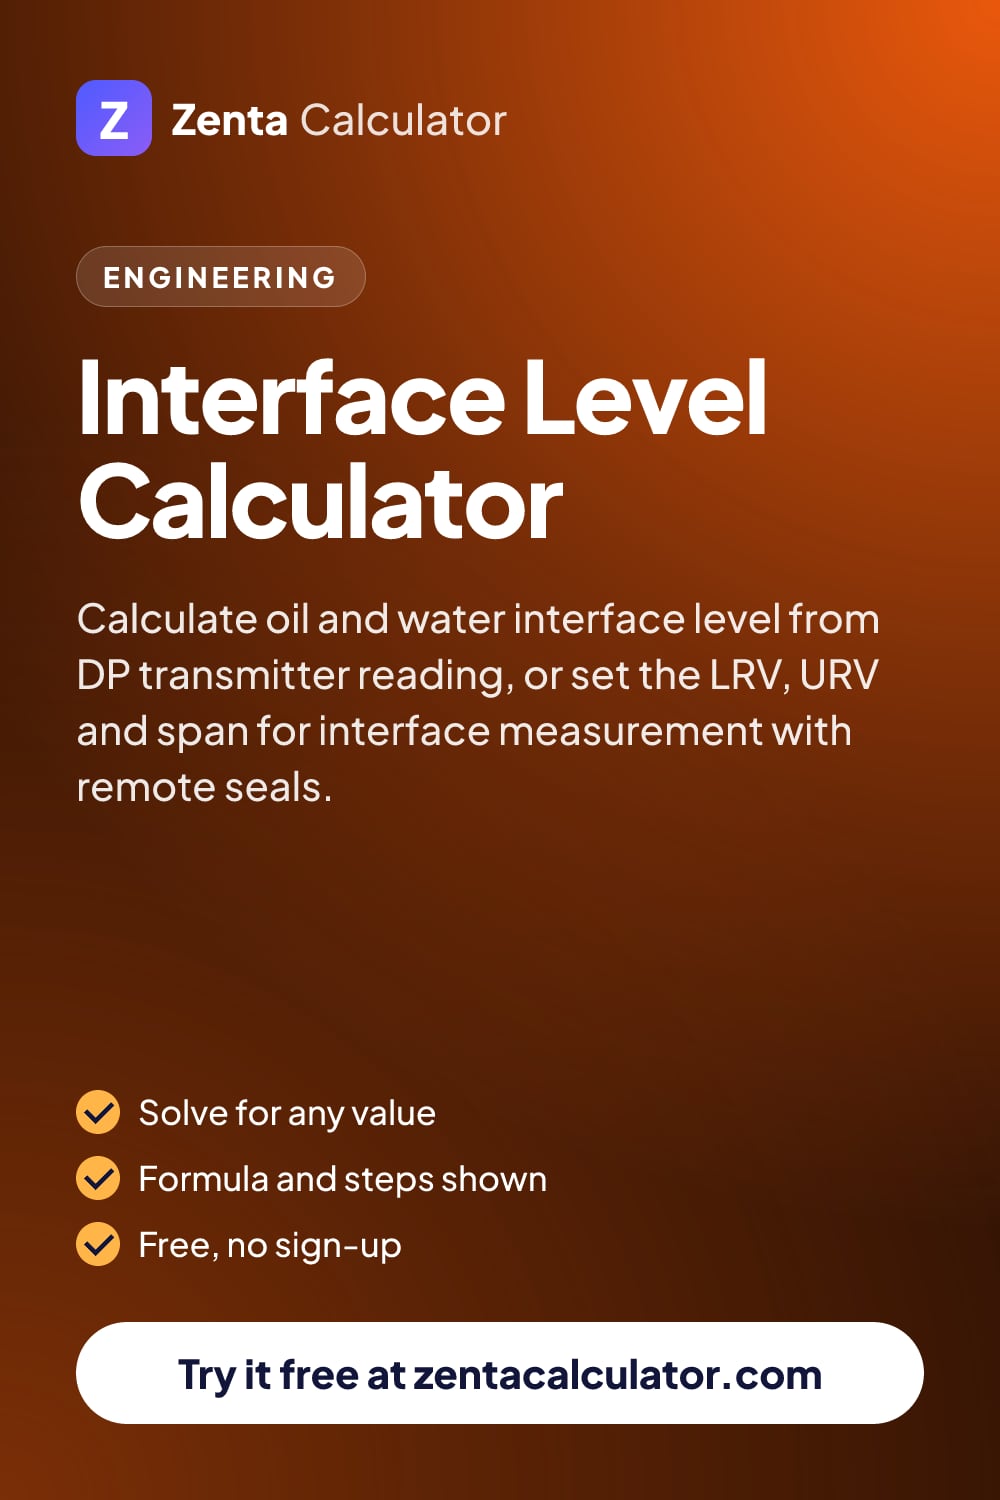 Z
Zenta Calculator
ENGINEERING
Interface Level
Calculator
Calculate oil and water interface level from
DP transmitter reading, or set the LRV, URV
and span for interface measurement with
remote seals.
Solve for any value
Formula and steps shown
Free, no sign-up
Try it free at zentacalculator.com